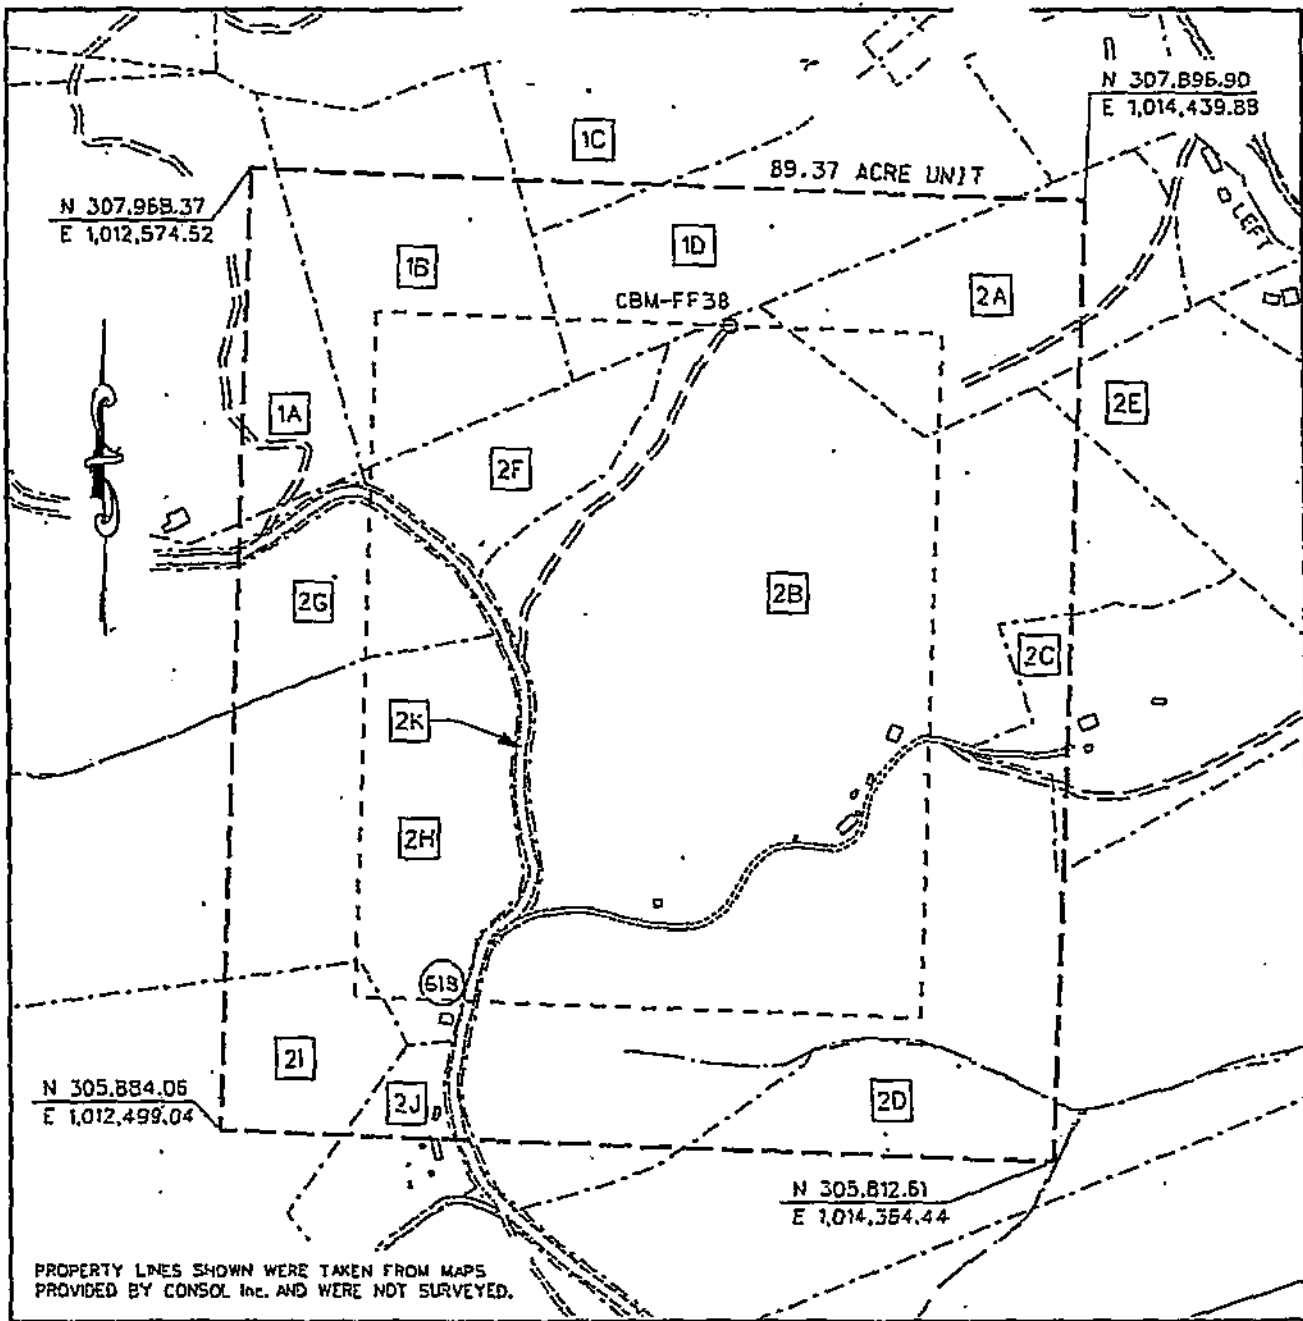 N 307,896.90
E 1,014,439.88
1C
89.37 ACRE UNIT
N 307,968.37
E 1,012,574.52
LEFT
1D
1B
CBM-FF38
2A
1A
2E
2F
2G
2B
2C
2K
2H
618
2I
N 305,884.06
E 1,012,499.04
2J
2D
N 305,812.61
E 1,014,364.44
PROPERTY LINES SHOWN WERE TAKEN FROM MAPS
PROVIDED BY CONSOL Inc. AND WERE NOT SURVEYED.